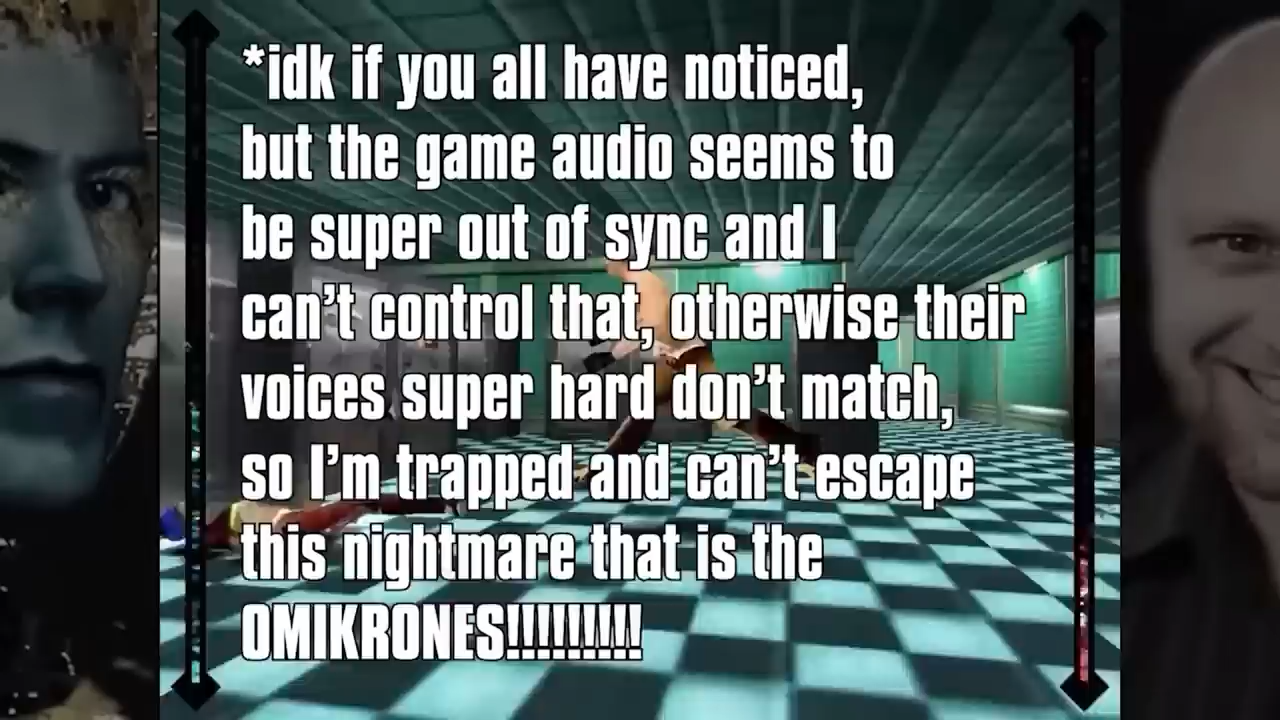 *idk if you all have noticed,
but the game audio seems to
be super out of sync and I
can’t control that, otherwise their
voices super hard don’t match,
so I’m trapped and can’t escape
this nightmare that is the
OMIKRONES!!!!!!!!!